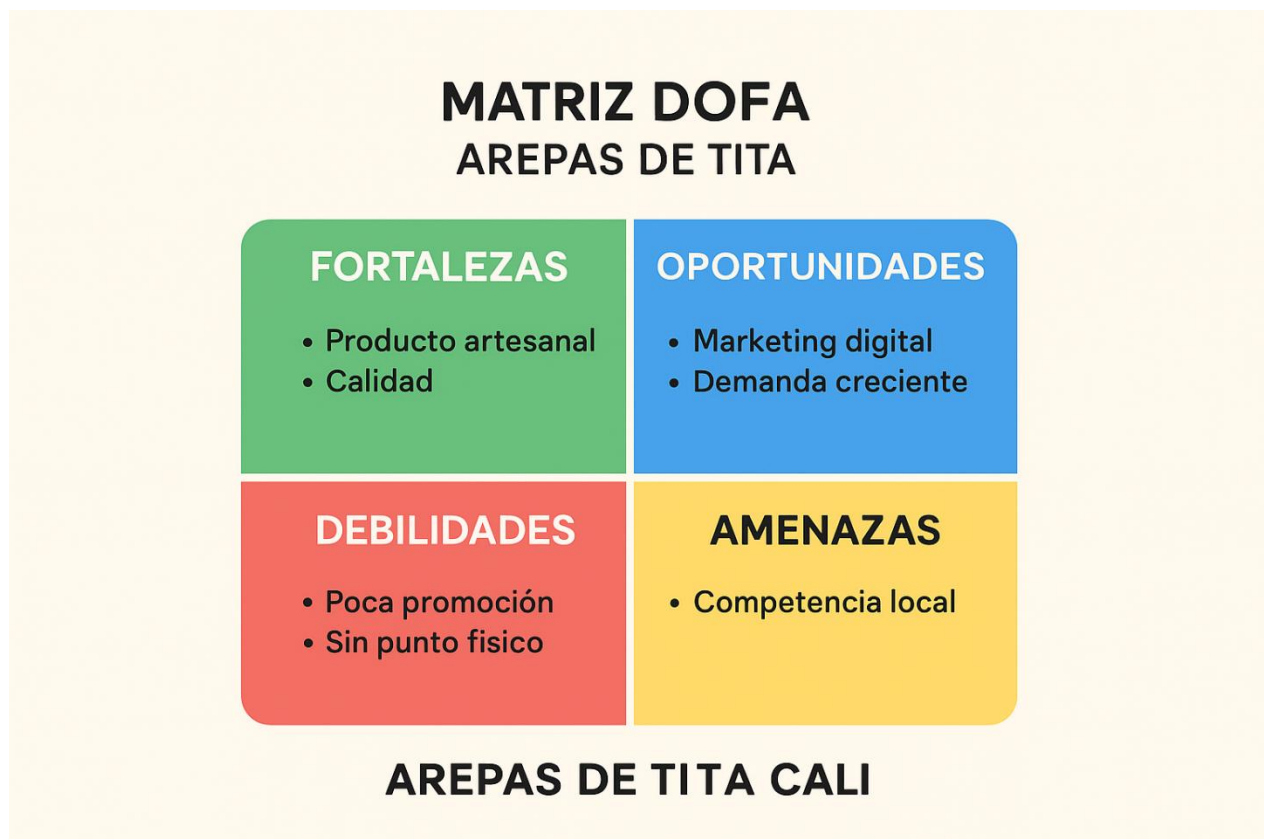 MATRIZ DOFA
AREPAS DE TITA
FORTALEZAS
• Producto artesanal
• Calidad
OPORTUNIDADES
• Marketing digital
• Demanda creciente
DEBILIDADES
• Poca promoción
• Sin punto fisico
AMENAZAS
• Competencia local
AREPAS DE TITA CALI